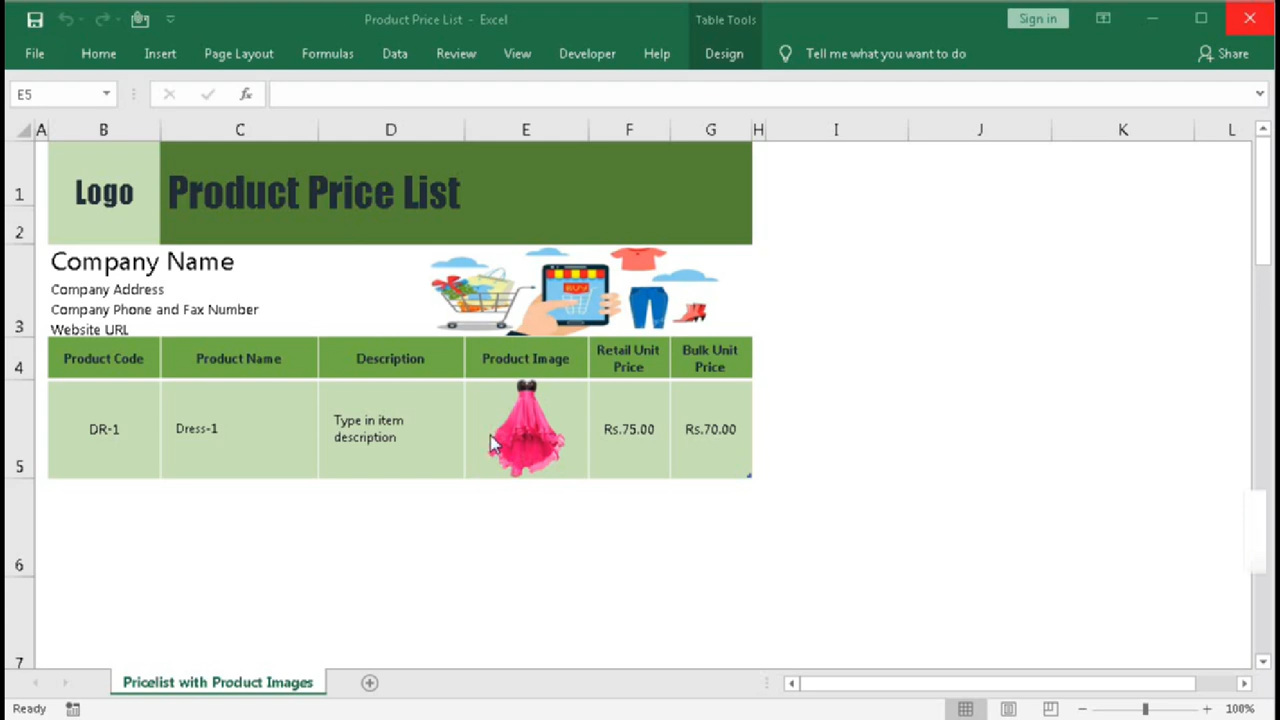 Product Price List - Excel
Table Tools
Sign in
File Home Insert Page Layout Formulas Data Review View Developer Help Design Tell me what you want to do Share
E5
fx
A B C D E F G H I J K L
1
2
3
4
5
6
7
Logo
Product Price List
Company Name
Company Address
Company Phone and Fax Number
Website URL
BUY
Product Code
Product Name
Description
Product Image
Retail Unit
Price
Bulk Unit
Price
DR-1
Dress-1
Type in item
description
Rs.75.00
Rs.70.00
Pricelist with Product Images
Ready
100%